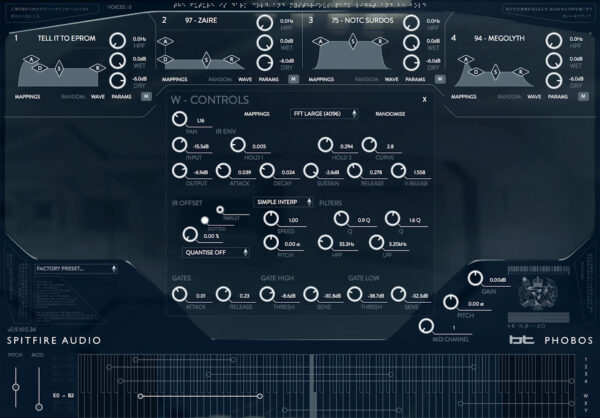 VOICES : 0
1 TELL IT TO EPROM
0.0Hz
HPF
0.0Hz
WET
-6.0dB
DRY
A
D
S
R
MAPPINGS RANDOM: WAVE PARAMS M
2 97 - ZAIRE
0.0Hz
HPF
0.0Hz
WET
-6.0dB
DRY
A
D
S
R
MAPPINGS RANDOM: WAVE PARAMS M
3 75 - NOTC SURDOS
0.0Hz
HPF
0.0Hz
WET
-6.0dB
DRY
A
D
S
R
MAPPINGS RANDOM: WAVE PARAMS M
4 94 - MEGOLYTH
0.0Hz
HPF
0.0Hz
WET
-6.0dB
DRY
A
D
S
R
MAPPINGS RANDOM: WAVE PARAMS M
W - CONTROLS X
MAPPINGS FFT LARGE (4096) RANDOMISE
L16
PAN IR ENV
-15.5dB 0.005 0.294 2.8
INPUT HOLD 1 HOLD 2 CURVE
-6.9dB 0.039 0.024 -2.6dB 0.278 1.558
OUTPUT ATTACK DECAY SUSTAIN RELEASE V-RELEASE
IR OFFSET SIMPLE INTERP FILTERS
TRIPLET
DOTTED
1.00 0.9 Q 1.6 Q
SPEED Q Q
0.00 % 0.00 st 33.3Hz 3.20kHz
PITCH HPF LPF
QUANTISE OFF
GATES GATE HIGH GATE LOW
0.01 0.23 -8.6dB -30.8dB -38.7dB -32.3dB
ATTACK RELEASE THRESH SENS THRESH SENS
FACTORY PRESET...
0.00dB
GAIN
0.00 st
PITCH
1
MIDI CHANNEL
v0.9.100.34
SPITFIRE AUDIO
bt PHOBOS
PITCH MOD
E0 - B2
1
2
3
4
W
X
Y